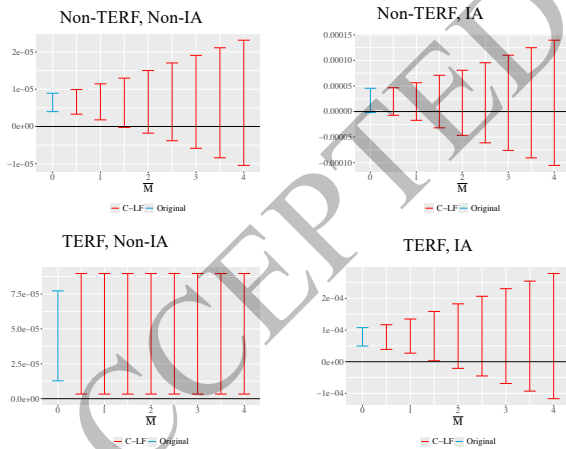 Non-TERF, Non-IA
2e-05
1e-05
0e+00
-1e-05
0 1 2 3 4
M̅
C-LF Original
Non-TERF, IA
0.00015
0.00010
0.00005
0.00000
-0.00005
-0.00010
0 1 2 3 4
M̅
C-LF Original
TERF, Non-IA
7.5e-05
5.0e-05
2.5e-05
0.0e+00
0 1 2 3 4
M̅
C-LF Original
TERF, IA
2e-04
1e-04
0e+00
-1e-04
0 1 2 3 4
M̅
C-LF Original
CCEPTED